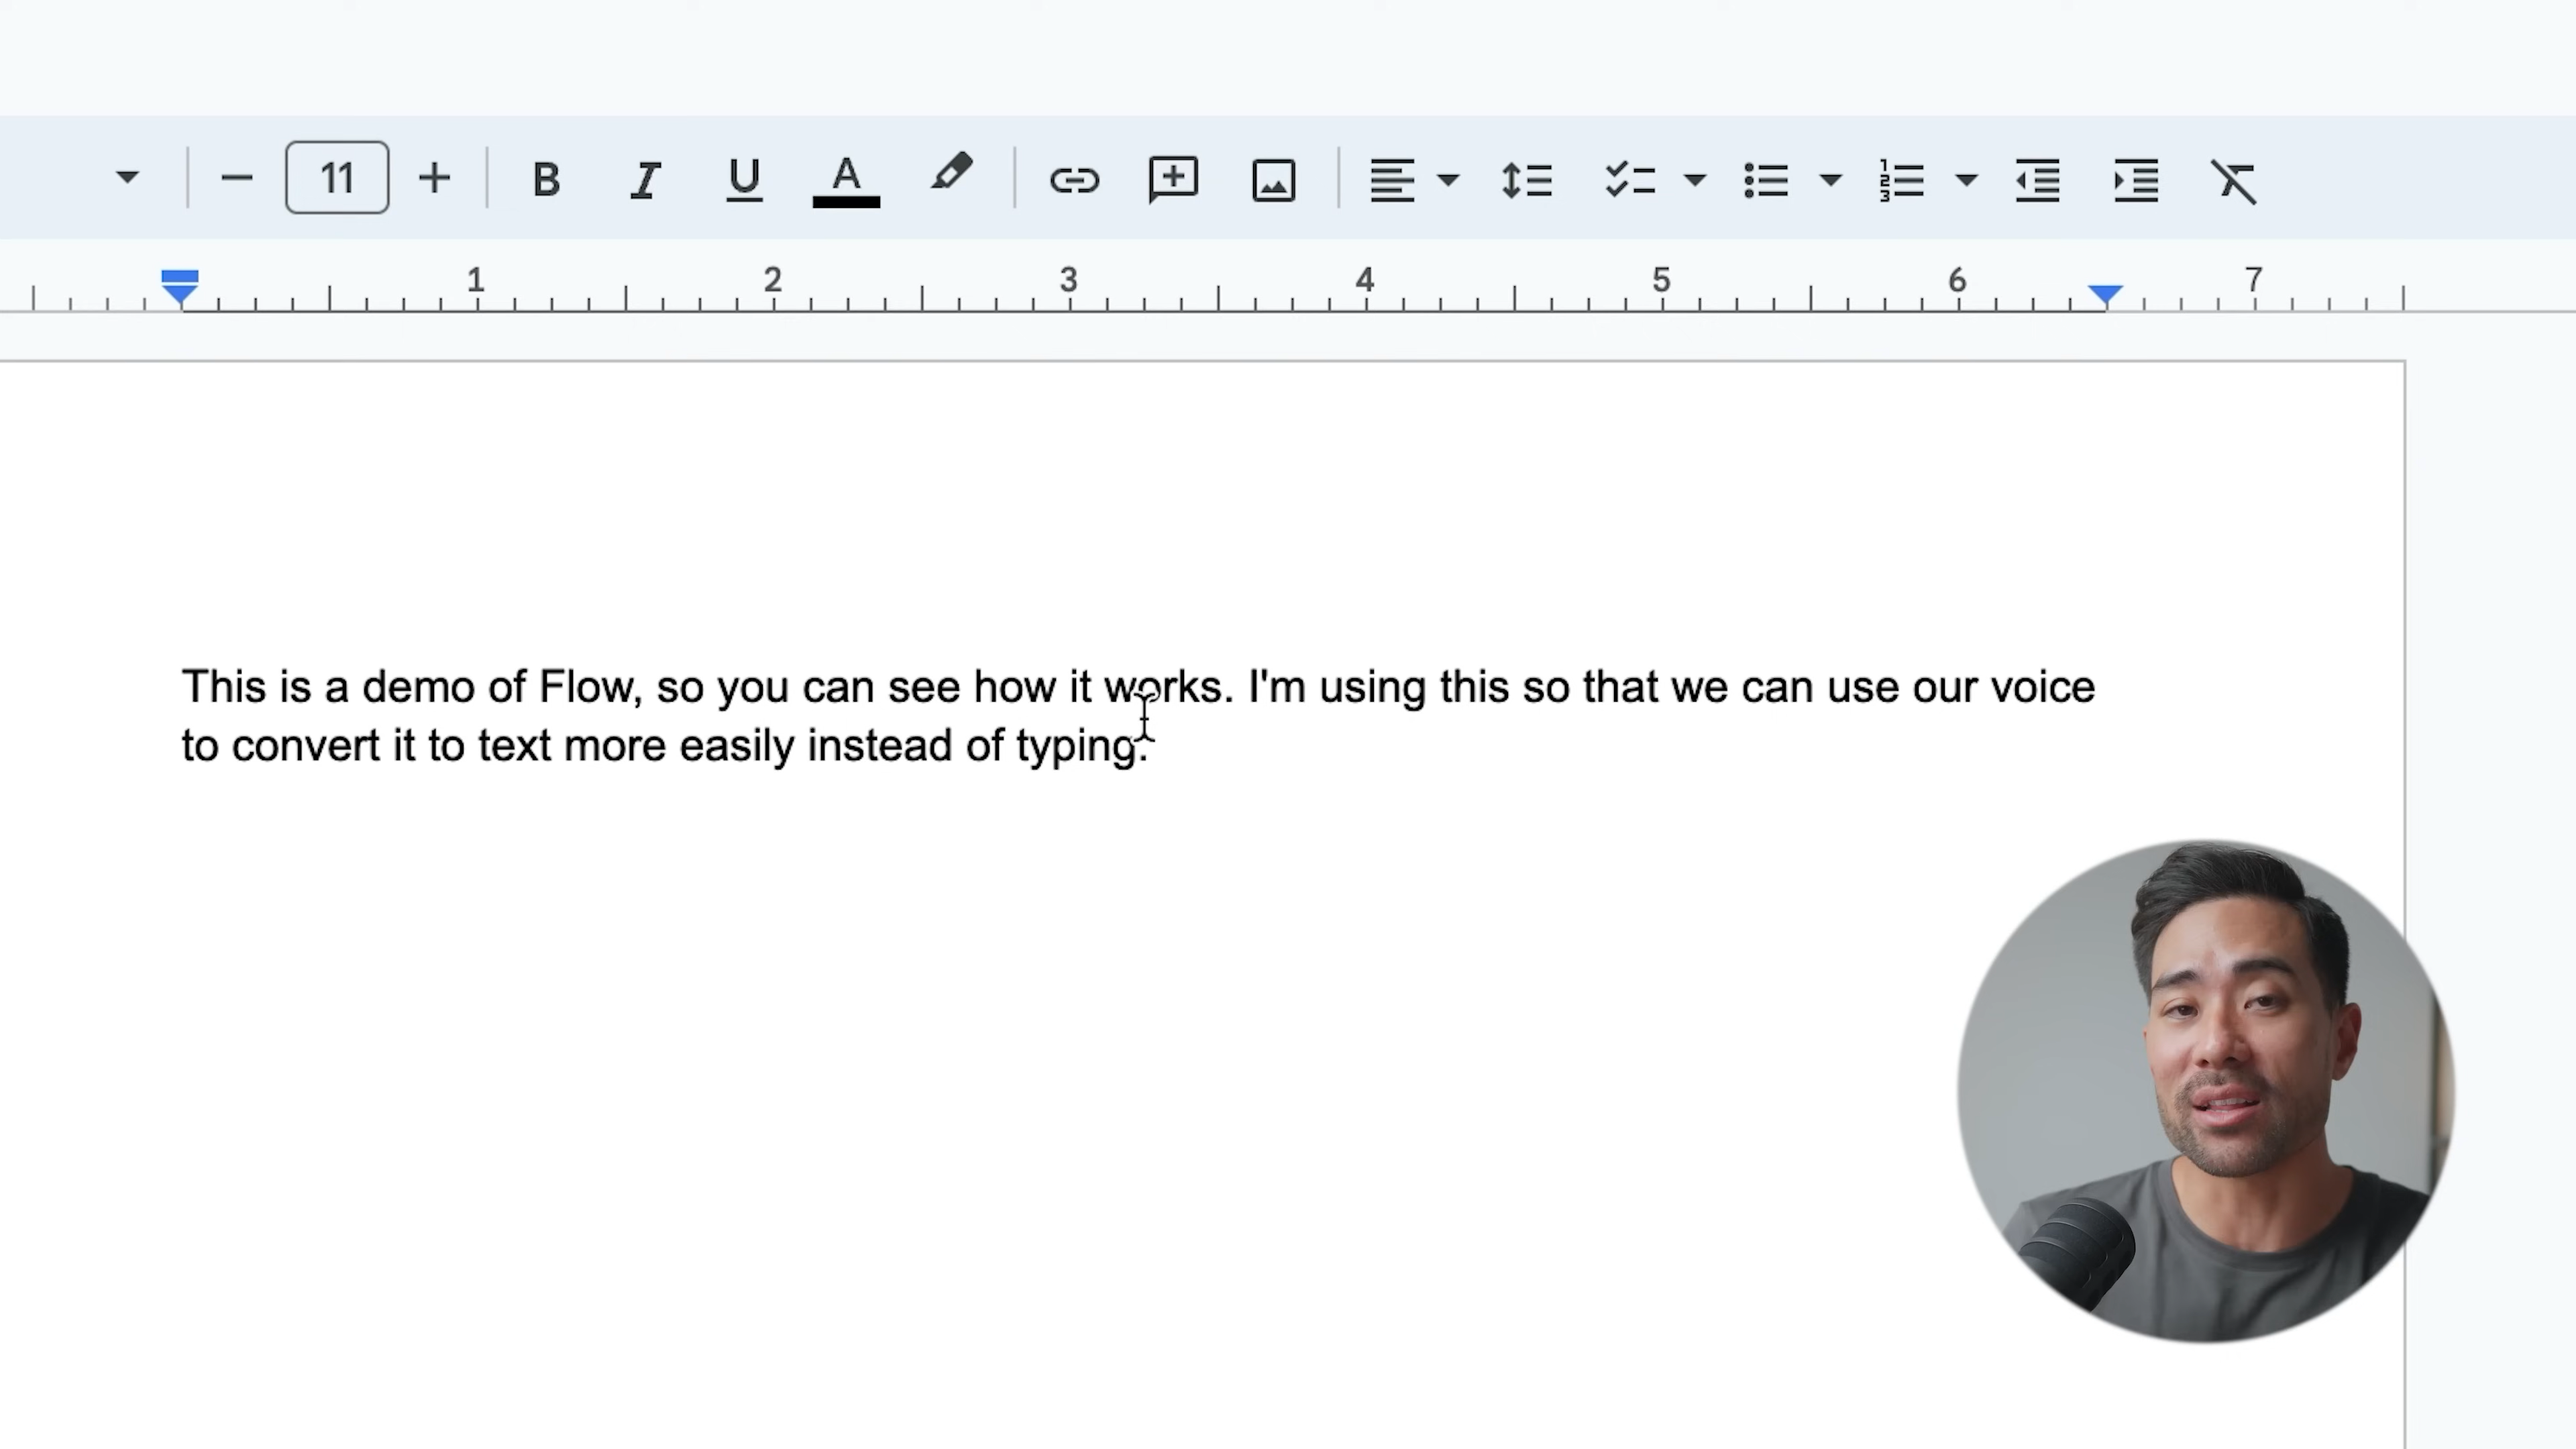 11 B I U A
1 2 3 4 5 6 7
This is a demo of Flow, so you can see how it works. I'm using this so that we can use our voice
to convert it to text more easily instead of typing.